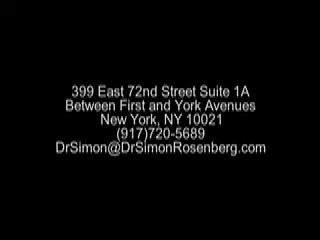 399 East 72nd Street Suite 1A
Between First and York Avenues
New York, NY 10021
(917)720-5689
DrSimon@DrSimonRosenberg.com